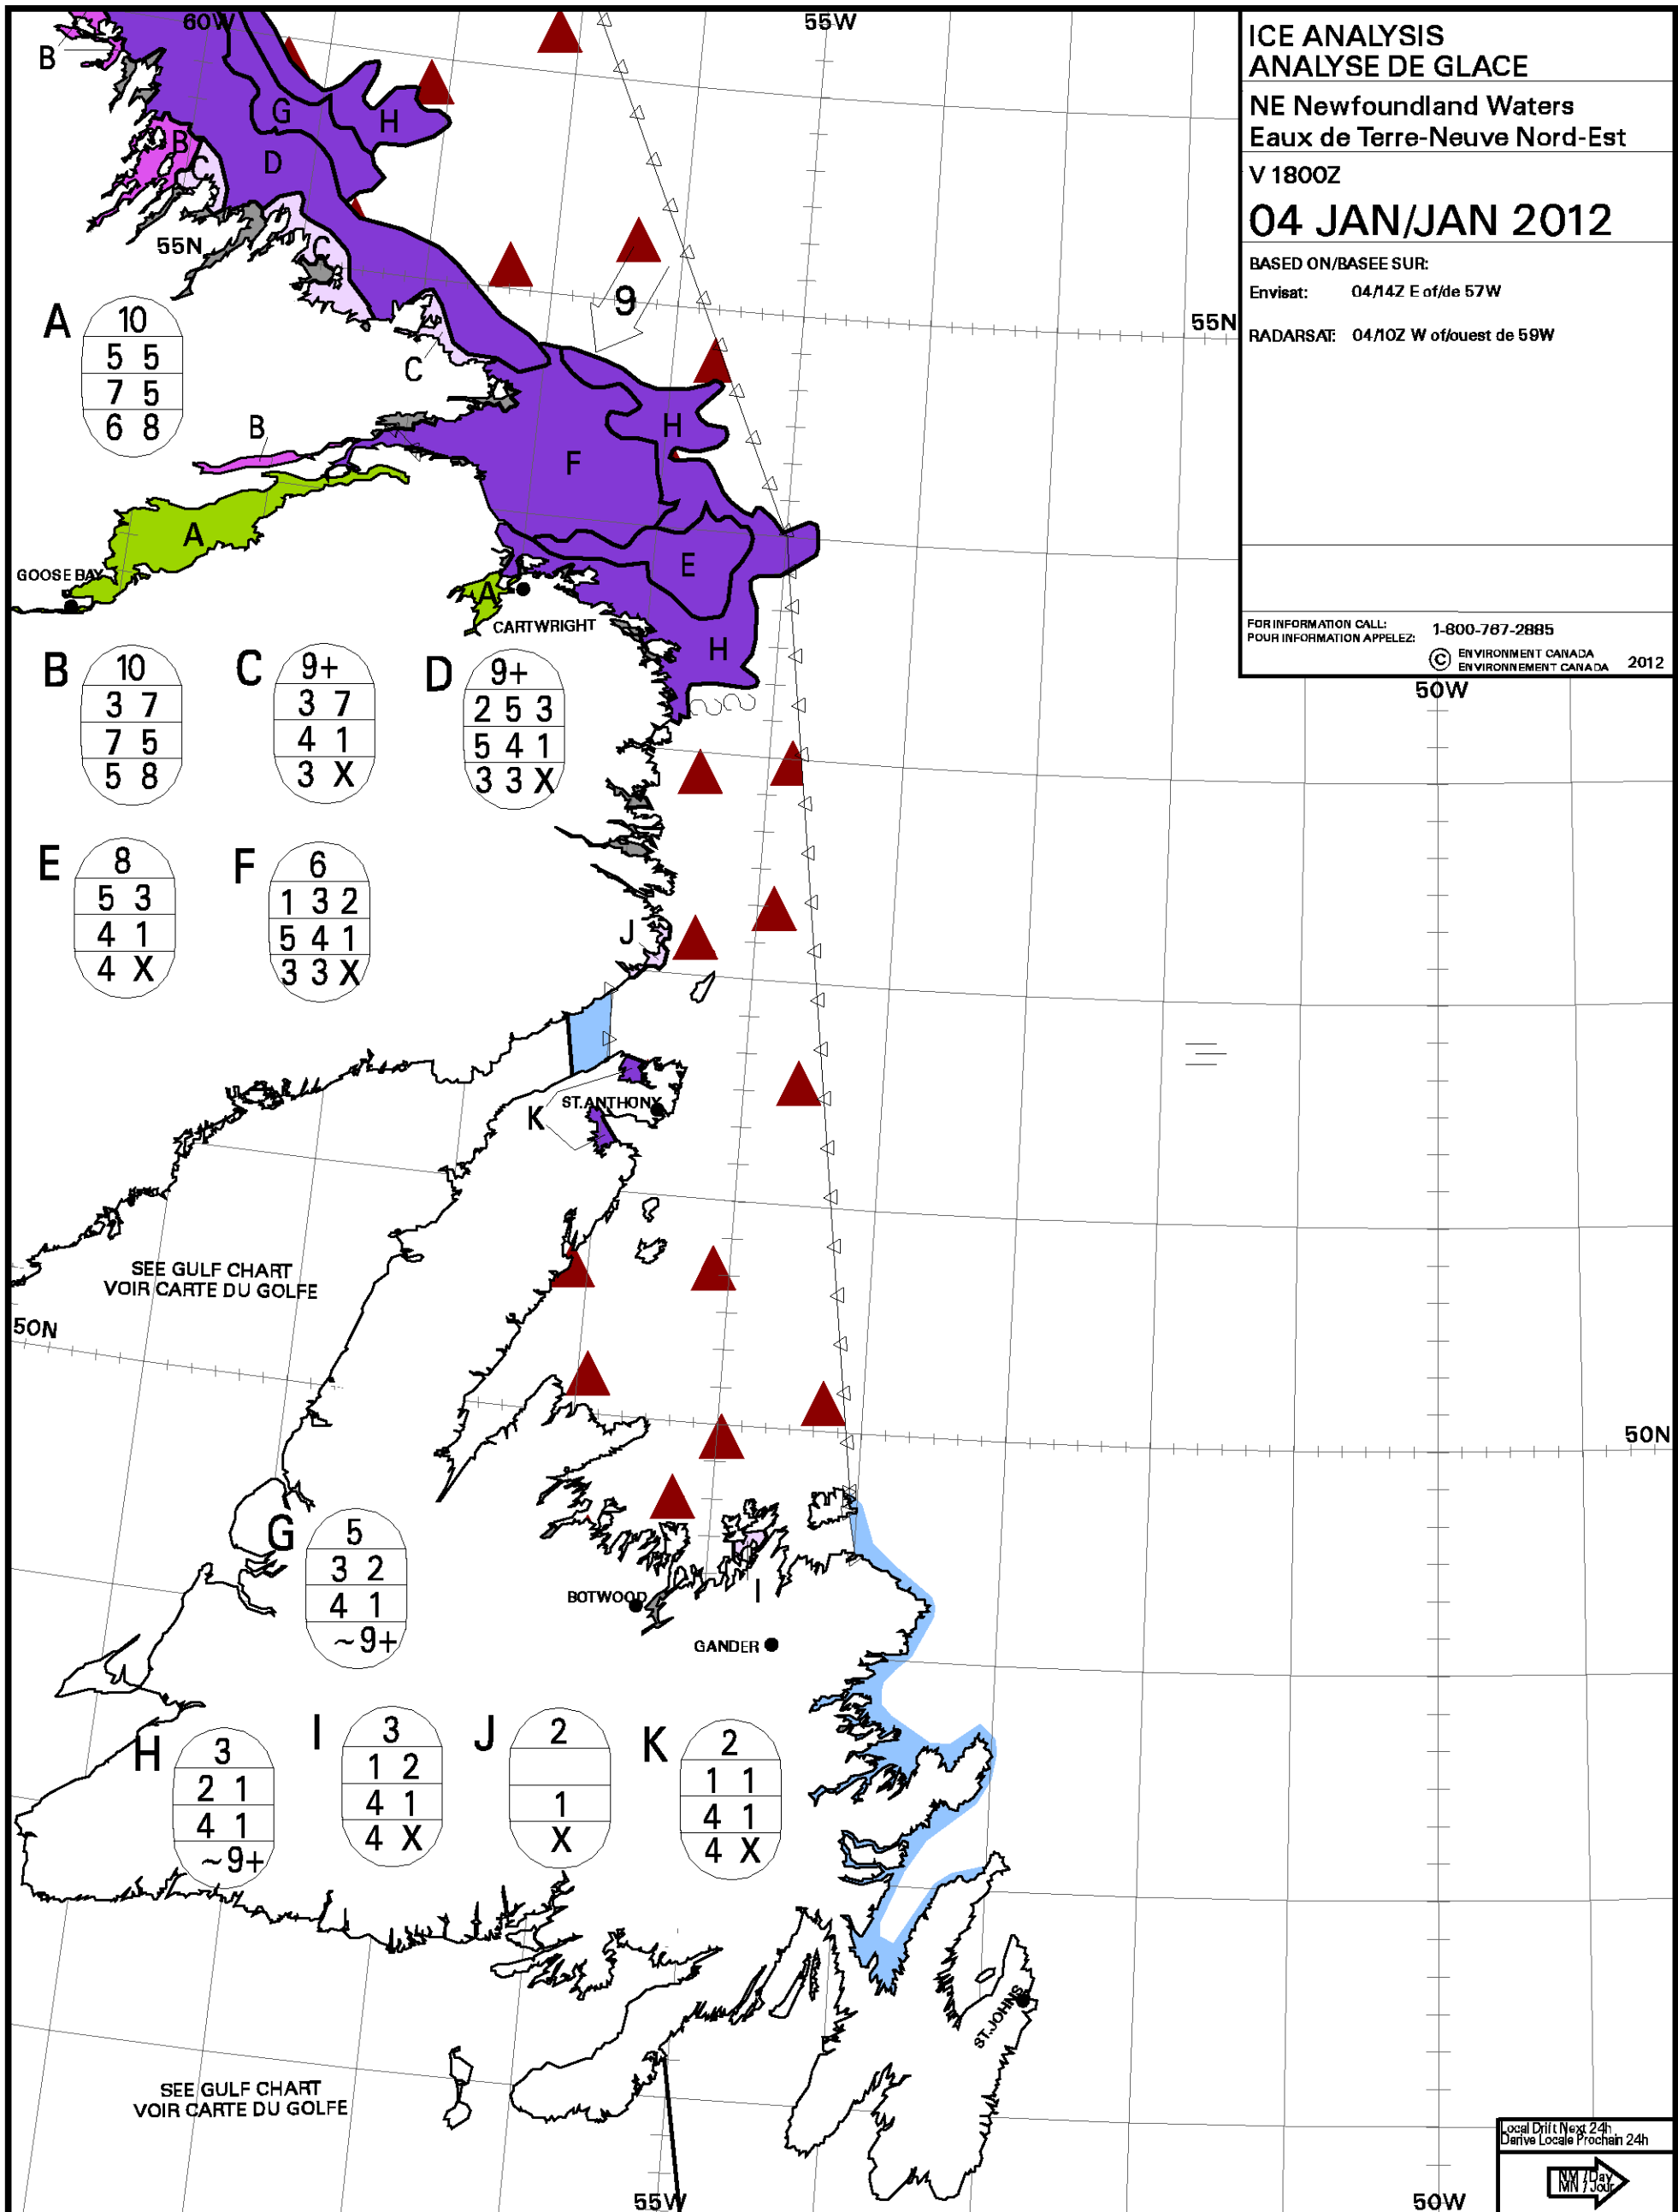 60W
55W
ICE ANALYSIS
ANALYSE DE GLACE
NE Newfoundland Waters
Eaux de Terre-Neuve Nord-Est
V 1800Z
04 JAN/JAN 2012
BASED ON/BASEE SUR:
Envisat: 04/14Z E of/de 57W
RADARSAT: 04/10Z W of/ouest de 59W
FOR INFORMATION CALL: 1-800-767-2885
POUR INFORMATION APPELEZ:
© ENVIRONMENT CANADA
ENVIRONNEMENT CANADA 2012
B
G
H
B
C
D
55N
C
9
55N
C
A
10
5 5
7 5
6 8
B
H
F
A
E
GOOSE BAY
A
CARTWRIGHT
H
B
10
3 7
7 5
5 8
C
9+
3 7
4 1
3 X
D
9+
2 5 3
5 4 1
3 3 X
50W
E
8
5 3
4 1
4 X
F
6
1 3 2
5 4 1
3 3 X
J
K
ST.ANTHONY
SEE GULF CHART
VOIR CARTE DU GOLFE
50N
50N
G
5
3 2
4 1
~9+
BOTWOOD
I
GANDER
H
3
2 1
4 1
~9+
I
3
1 2
4 1
4 X
J
2
1
X
K
2
1 1
4 1
4 X
ST.JOHNS
SEE GULF CHART
VOIR CARTE DU GOLFE
Local Drift Next 24h
Derive Locale Prochain 24h
NM / Day
MN / Jour
55W
50W